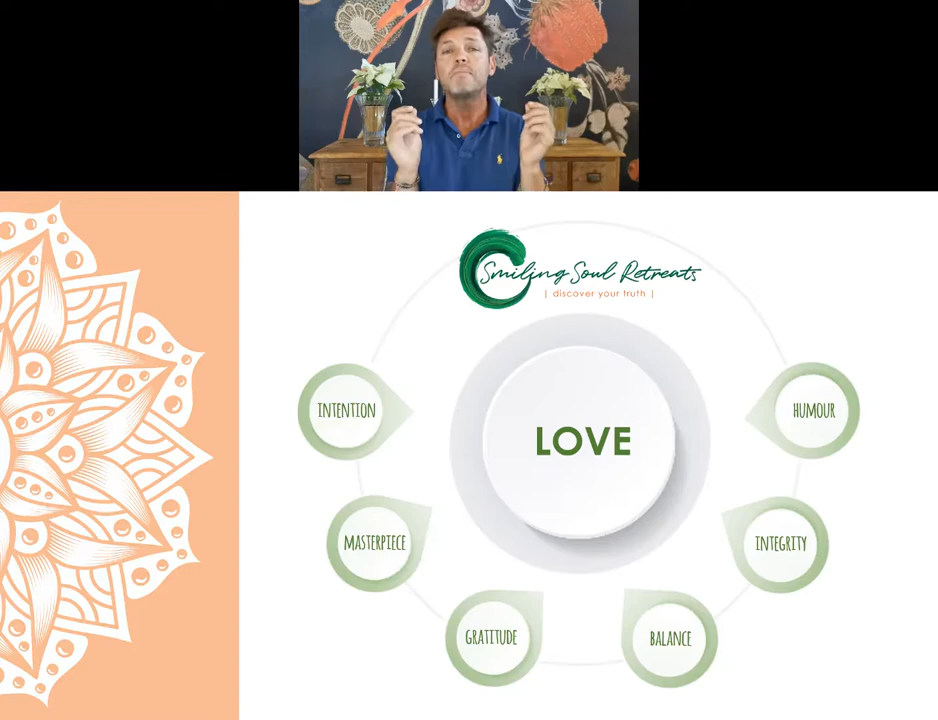 Smiling Soul Retreats
| discover your truth |
LOVE
INTENTION
HUMOUR
MASTERPIECE
INTEGRITY
GRATITUDE
BALANCE